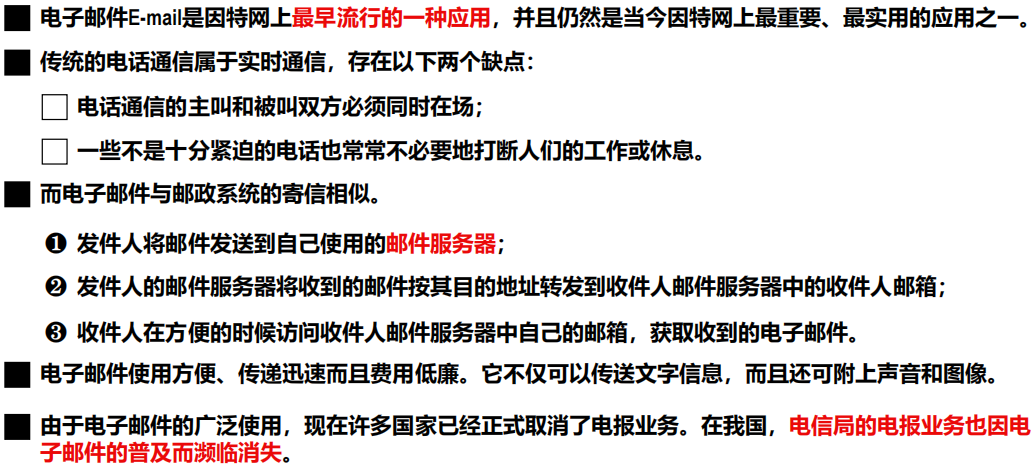 ■ 电子邮件E-mail是因特网上最早流行的一种应用，并且仍然是当今因特网上最重要、最实用的应用之一。
■ 传统的电话通信属于实时通信，存在以下两个缺点：
□ 电话通信的主叫和被叫双方必须同时在场；
□ 一些不是十分紧迫的电话也常常不必要地打断人们的工作或休息。
■ 而电子邮件与邮政系统的寄信相似。
❶ 发件人将邮件发送到自己使用的邮件服务器；
❷ 发件人的邮件服务器将收到的邮件按其目的地址转发到收件人邮件服务器中的收件人邮箱；
❸ 收件人在方便的时候访问收件人邮件服务器中自己的邮箱，获取收到的电子邮件。
■ 电子邮件使用方便、传递迅速而且费用低廉。它不仅可以传送文字信息，而且还可附上声音和图像。
■ 由于电子邮件的广泛使用，现在许多国家已经正式取消了电报业务。在我国，电信局的电报业务也因电
子邮件的普及而濒临消失。